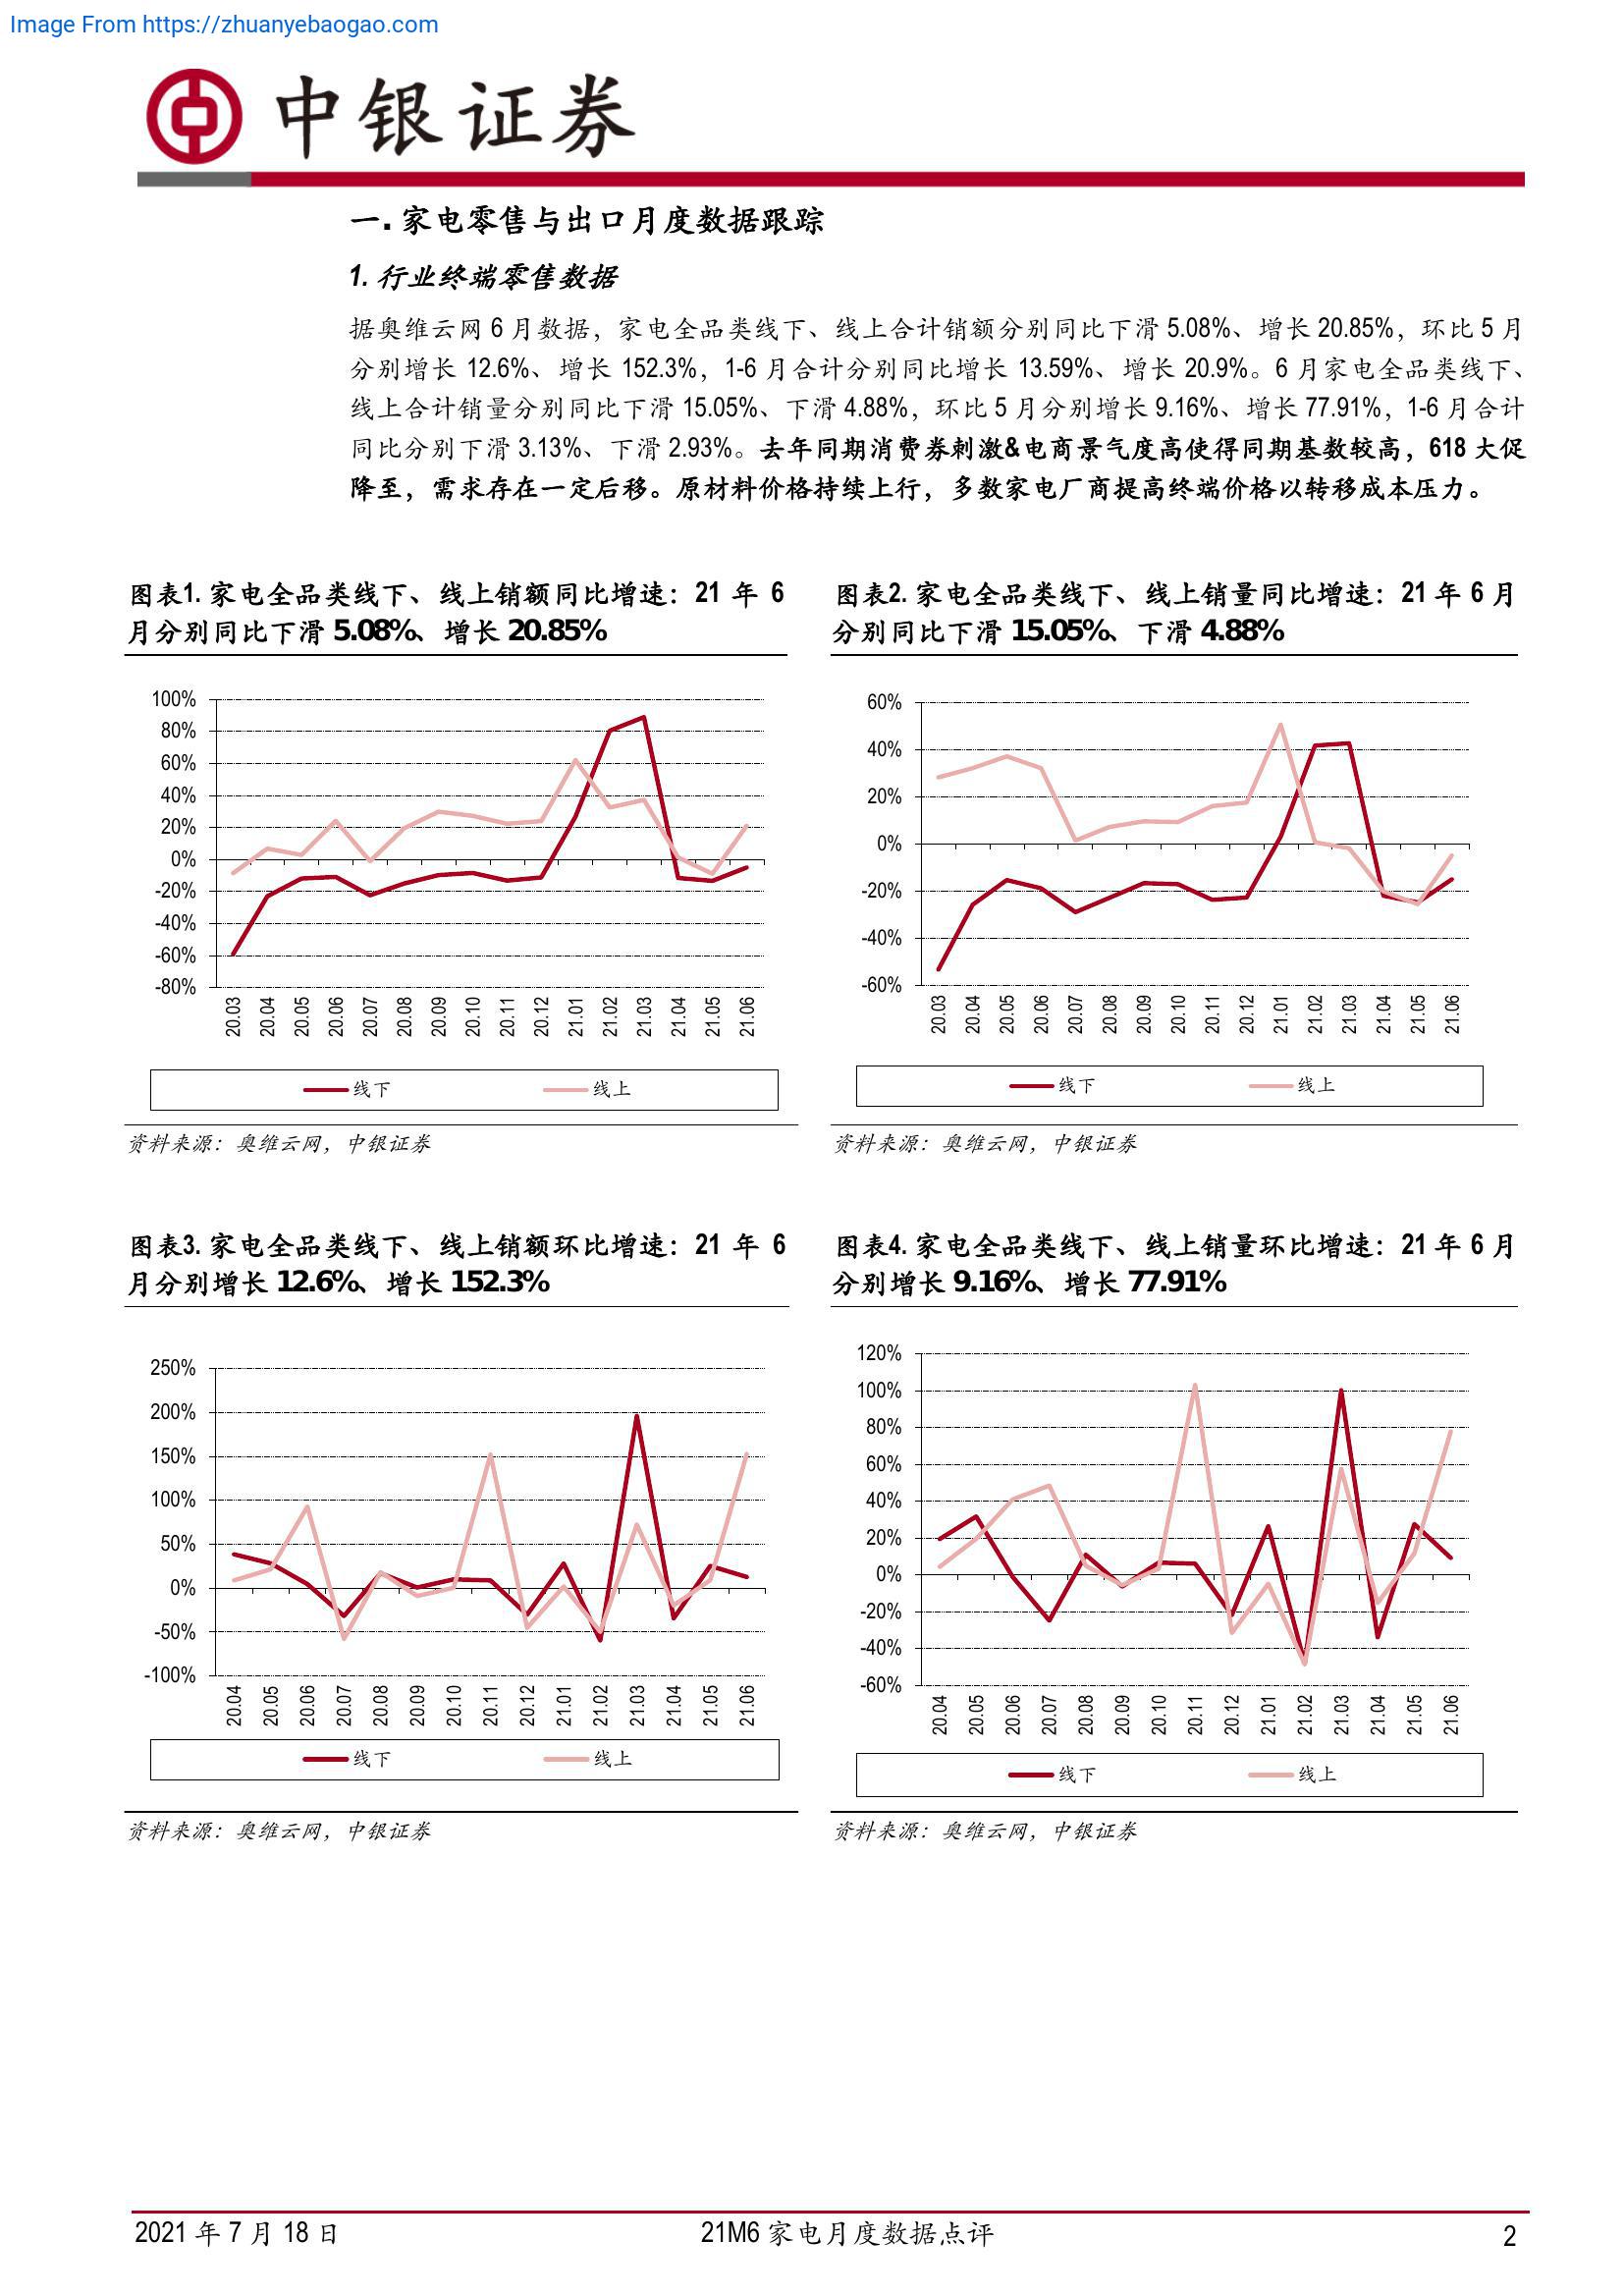 Image From https://zhuanyebaogao.com
中银证券
一. 家电零售与出口月度数据跟踪
1. 行业终端零售数据
据奥维云网 6 月数据，家电全品类线下、线上合计销额分别同比下滑 5.08%、增长 20.85%，环比 5 月
分别增长 12.6%、增长 152.3%，1-6 月合计分别同比增长 13.59%、增长 20.9%。6 月家电全品类线下、
线上合计销量分别同比下滑 15.05%、下滑 4.88%，环比 5 月分别增长 9.16%、增长 77.91%，1-6 月合计
同比分别下滑 3.13%、下滑 2.93%。去年同期消费券刺激&电商景气度高使得同期基数较高，618 大促
降至，需求存在一定后移。原材料价格持续上行，多数家电厂商提高终端价格以转移成本压力。
图表1. 家电全品类线下、线上销额同比增速：21 年 6
月分别同比下滑 5.08%、增长 20.85%
100%
80%
60%
40%
20%
0%
-20%
-40%
-60%
-80%
20.03 20.04 20.05 20.06 20.07 20.08 20.09 20.10 20.11 20.12 21.01 21.02 21.03 21.04 21.05 21.06
线下 线上
资料来源：奥维云网，中银证券
图表2. 家电全品类线下、线上销量同比增速：21 年 6 月
分别同比下滑 15.05%、下滑 4.88%
60%
40%
20%
0%
-20%
-40%
-60%
20.03 20.04 20.05 20.06 20.07 20.08 20.09 20.10 20.11 20.12 21.01 21.02 21.03 21.04 21.05 21.06
线下 线上
资料来源：奥维云网，中银证券
图表3. 家电全品类线下、线上销额环比增速：21 年 6
月分别增长 12.6%、增长 152.3%
250%
200%
150%
100%
50%
0%
-50%
-100%
20.04 20.05 20.06 20.07 20.08 20.09 20.10 20.11 20.12 21.01 21.02 21.03 21.04 21.05 21.06
线下 线上
资料来源：奥维云网，中银证券
图表4. 家电全品类线下、线上销量环比增速：21 年 6 月
分别增长 9.16%、增长 77.91%
120%
100%
80%
60%
40%
20%
0%
-20%
-40%
-60%
20.04 20.05 20.06 20.07 20.08 20.09 20.10 20.11 20.12 21.01 21.02 21.03 21.04 21.05 21.06
线下 线上
资料来源：奥维云网，中银证券
2021 年 7 月 18 日 21M6 家电月度数据点评 2